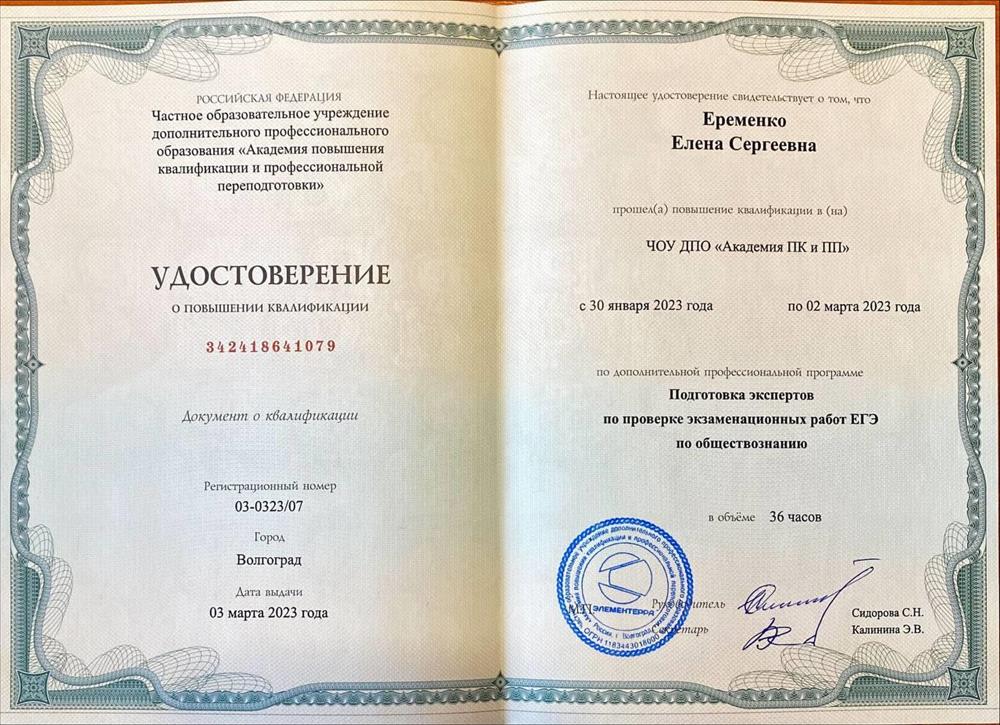 РОССИЙСКАЯ ФЕДЕРАЦИЯ
Частное образовательное учреждение
дополнительного профессионального
образования «Академия повышения
квалификации и профессиональной
переподготовки»
УДОСТОВЕРЕНИЕ
О ПОВЫШЕНИИ КВАЛИФИКАЦИИ
342418641079
Документ о квалификации
Регистрационный номер
03-0323/07
Город
Волгоград
Дата выдачи
03 марта 2023 года
Настоящее удостоверение свидетельствует о том, что
Еременко
Елена Сергеевна
прошел(а) повышение квалификации в (на)
ЧОУ ДПО «Академия ПК и ПП»
с 30 января 2023 года по 02 марта 2023 года
по дополнительной профессиональной программе
Подготовка экспертов
по проверке экзаменационных работ ЕГЭ
по обществознанию
в объёме 36 часов
М.П.
Руководитель Сидорова С.Н.
Секретарь Калинина Э.В.
ЭЛЕМЕНТЕРРА